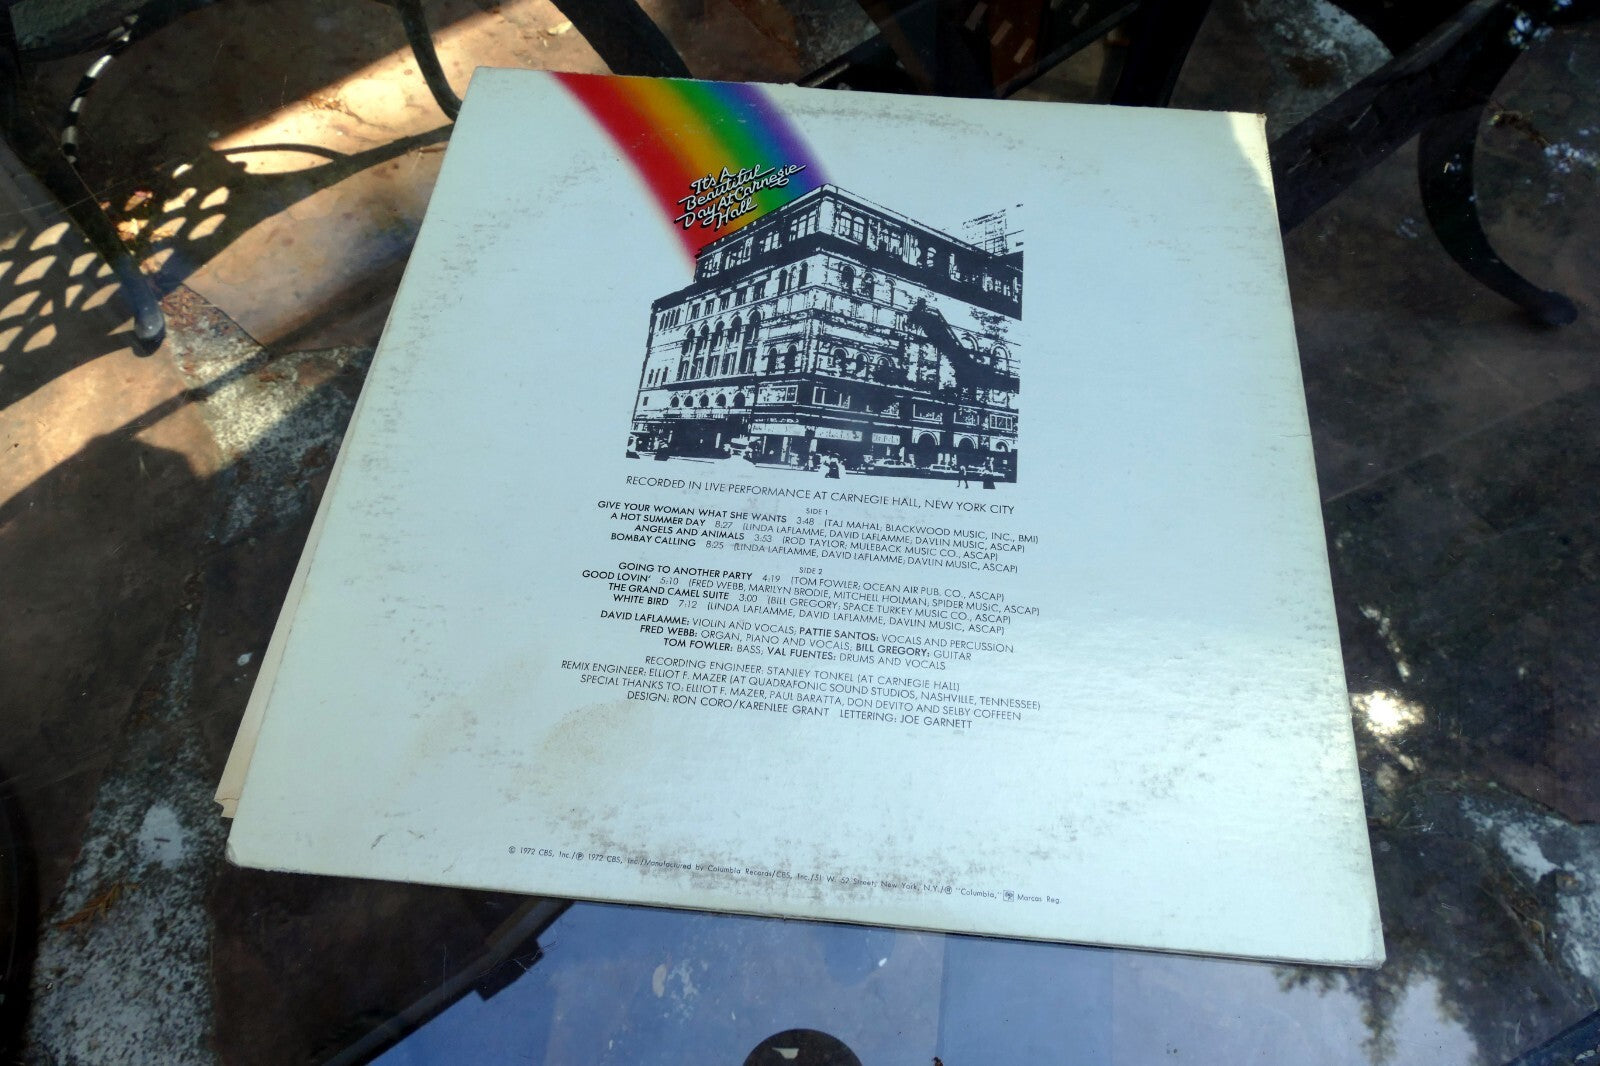 It's A
Beautiful
Day At Carnegie
Hall
RECORDED IN LIVE PERFORMANCE AT CARNEGIE HALL, NEW YORK CITY
SIDE 1
GIVE YOUR WOMAN WHAT SHE WANTS 3:48 (TAJ MAHAL; BLACKWOOD MUSIC, INC., BMI)
A HOT SUMMER DAY 8:27 (LINDA LAFLAMME, DAVID LAFLAMME; DAVLIN MUSIC, ASCAP)
ANGELS AND ANIMALS 3:53 (ROD TAYLOR; MULEBACK MUSIC CO., ASCAP)
BOMBAY CALLING 8:25 (LINDA LAFLAMME, DAVID LAFLAMME; DAVLIN MUSIC, ASCAP)
SIDE 2
GOING TO ANOTHER PARTY 4:19 (TOM FOWLER; OCEAN AIR PUB. CO., ASCAP)
GOOD LOVIN' 5:10 (FRED WEBB, MARILYN BRODIE, MITCHELL HOLMAN; SPIDER MUSIC, ASCAP)
THE GRAND CAMEL SUITE 3:00 (BILL GREGORY; SPACE TURKEY MUSIC CO., ASCAP)
WHITE BIRD 7:12 (LINDA LAFLAMME, DAVID LAFLAMME; DAVLIN MUSIC, ASCAP)
DAVID LAFLAMME: VIOLIN AND VOCALS; PATTIE SANTOS: VOCALS AND PERCUSSION
FRED WEBB: ORGAN, PIANO AND VOCALS; BILL GREGORY: GUITAR
TOM FOWLER: BASS; VAL FUENTES: DRUMS AND VOCALS
RECORDING ENGINEER: STANLEY TONKEL (AT CARNEGIE HALL)
REMIX ENGINEER: ELLIOT F. MAZER (AT QUADRAFONIC SOUND STUDIOS, NASHVILLE, TENNESSEE)
SPECIAL THANKS TO: ELLIOT F. MAZER, PAUL BARATTA, DON DEVITO AND SELBY COFFEEN
DESIGN: RON CORO/KARENLEE GRANT LETTERING: JOE GARNETT
© 1972 CBS, Inc./℗ 1972 CBS, Inc./Manufactured by Columbia Records/CBS, Inc./51 W. 52 Street, New York, N.Y./® "Columbia," Marcas Reg.